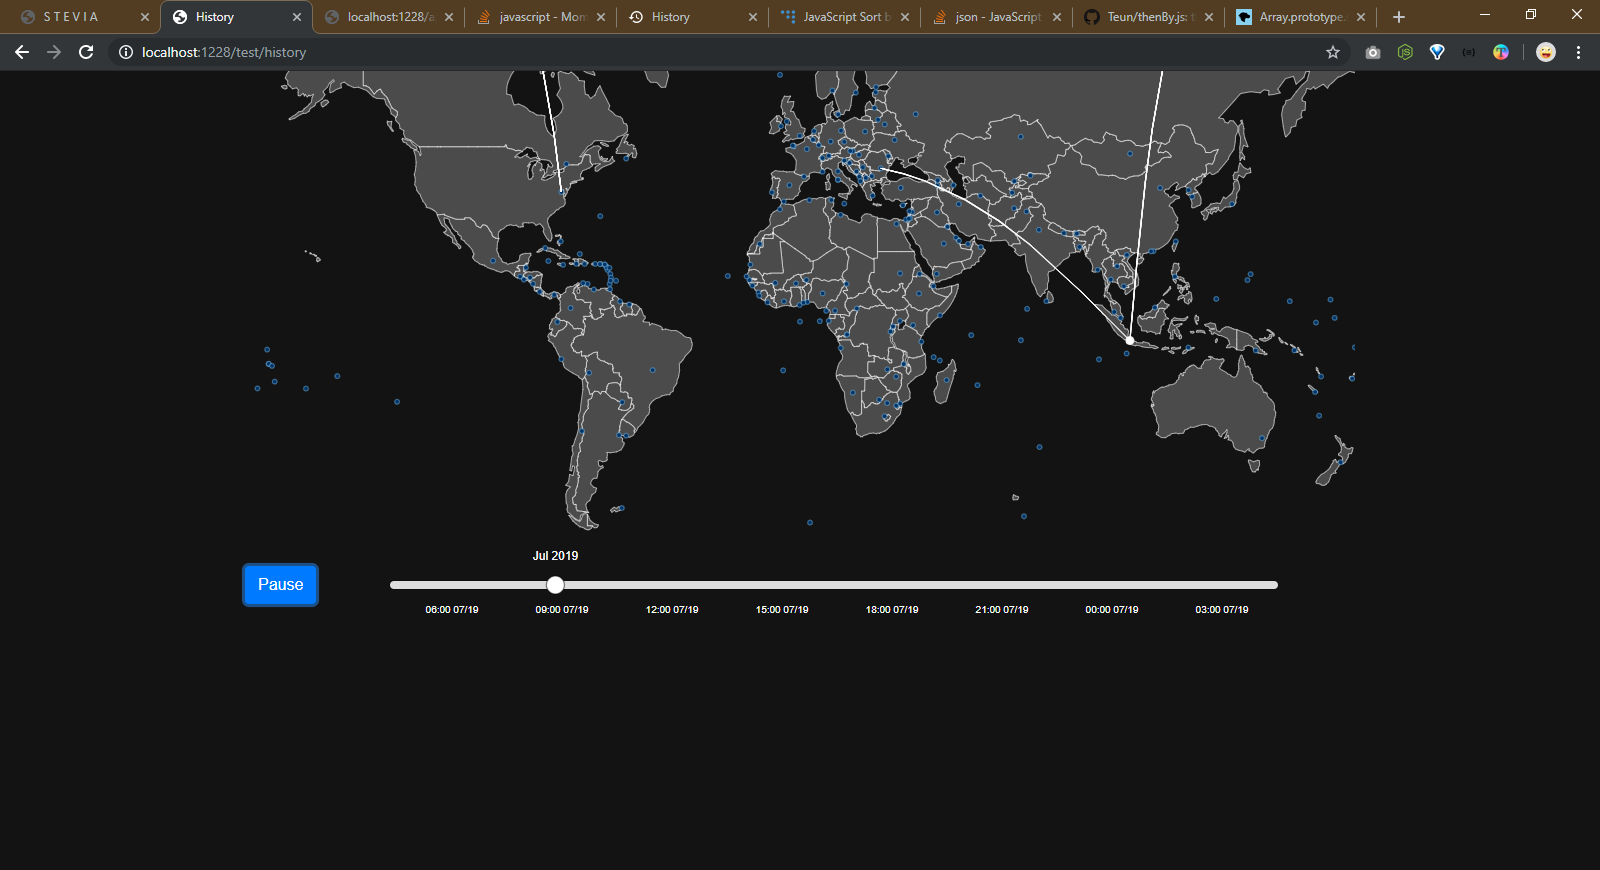 S T E V I A
History
localhost:1228/a
javascript - Mom
History
JavaScript Sort b
json - JavaScript
Teun/thenBy.js: t
Array.prototype.
localhost:1228/test/history
Jul 2019
Pause
06:00 07/19 09:00 07/19 12:00 07/19 15:00 07/19 18:00 07/19 21:00 07/19 00:00 07/19 03:00 07/19